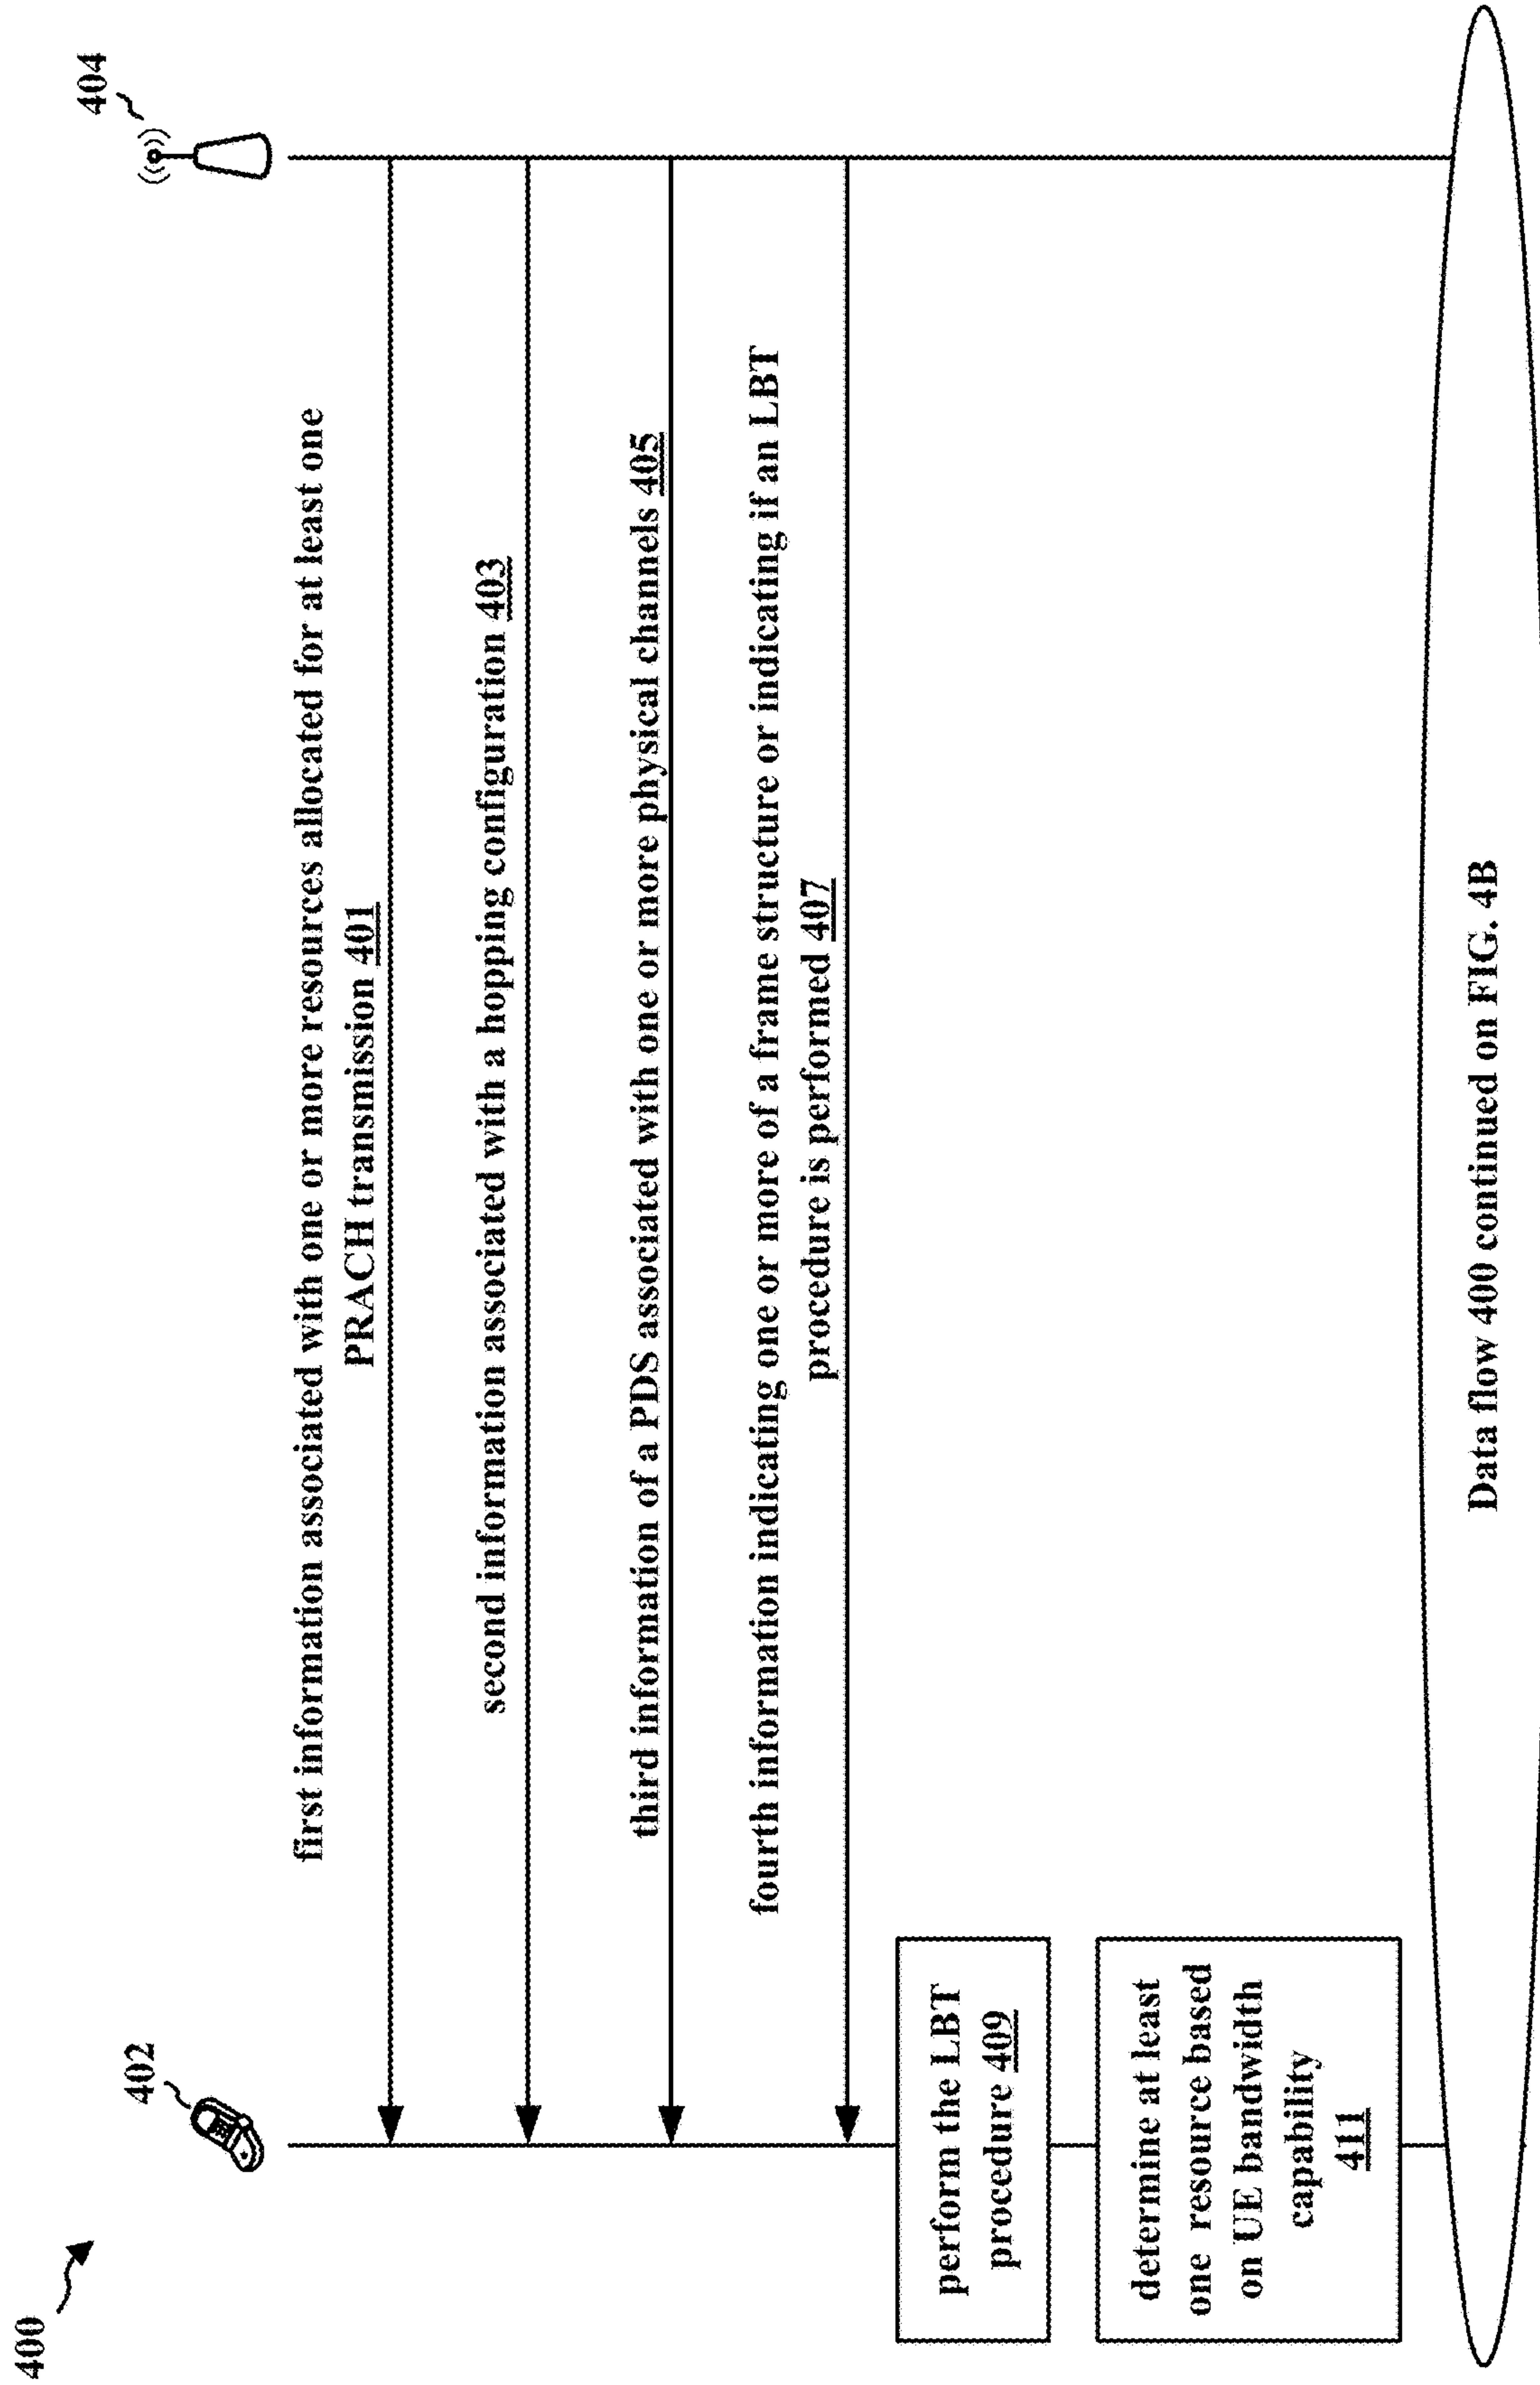 400
402
404
first information associated with one or more resources allocated for at least one
PRACH transmission 401
second information associated with a hopping configuration 403
third information of a PDS associated with one or more physical channels 405
fourth information indicating one or more of a frame structure or indicating if an LBT
procedure is performed 407
perform the LBT
procedure 409
determine at least
one resource based
on UE bandwidth
capability
411
Data flow 400 continued on FIG. 4B